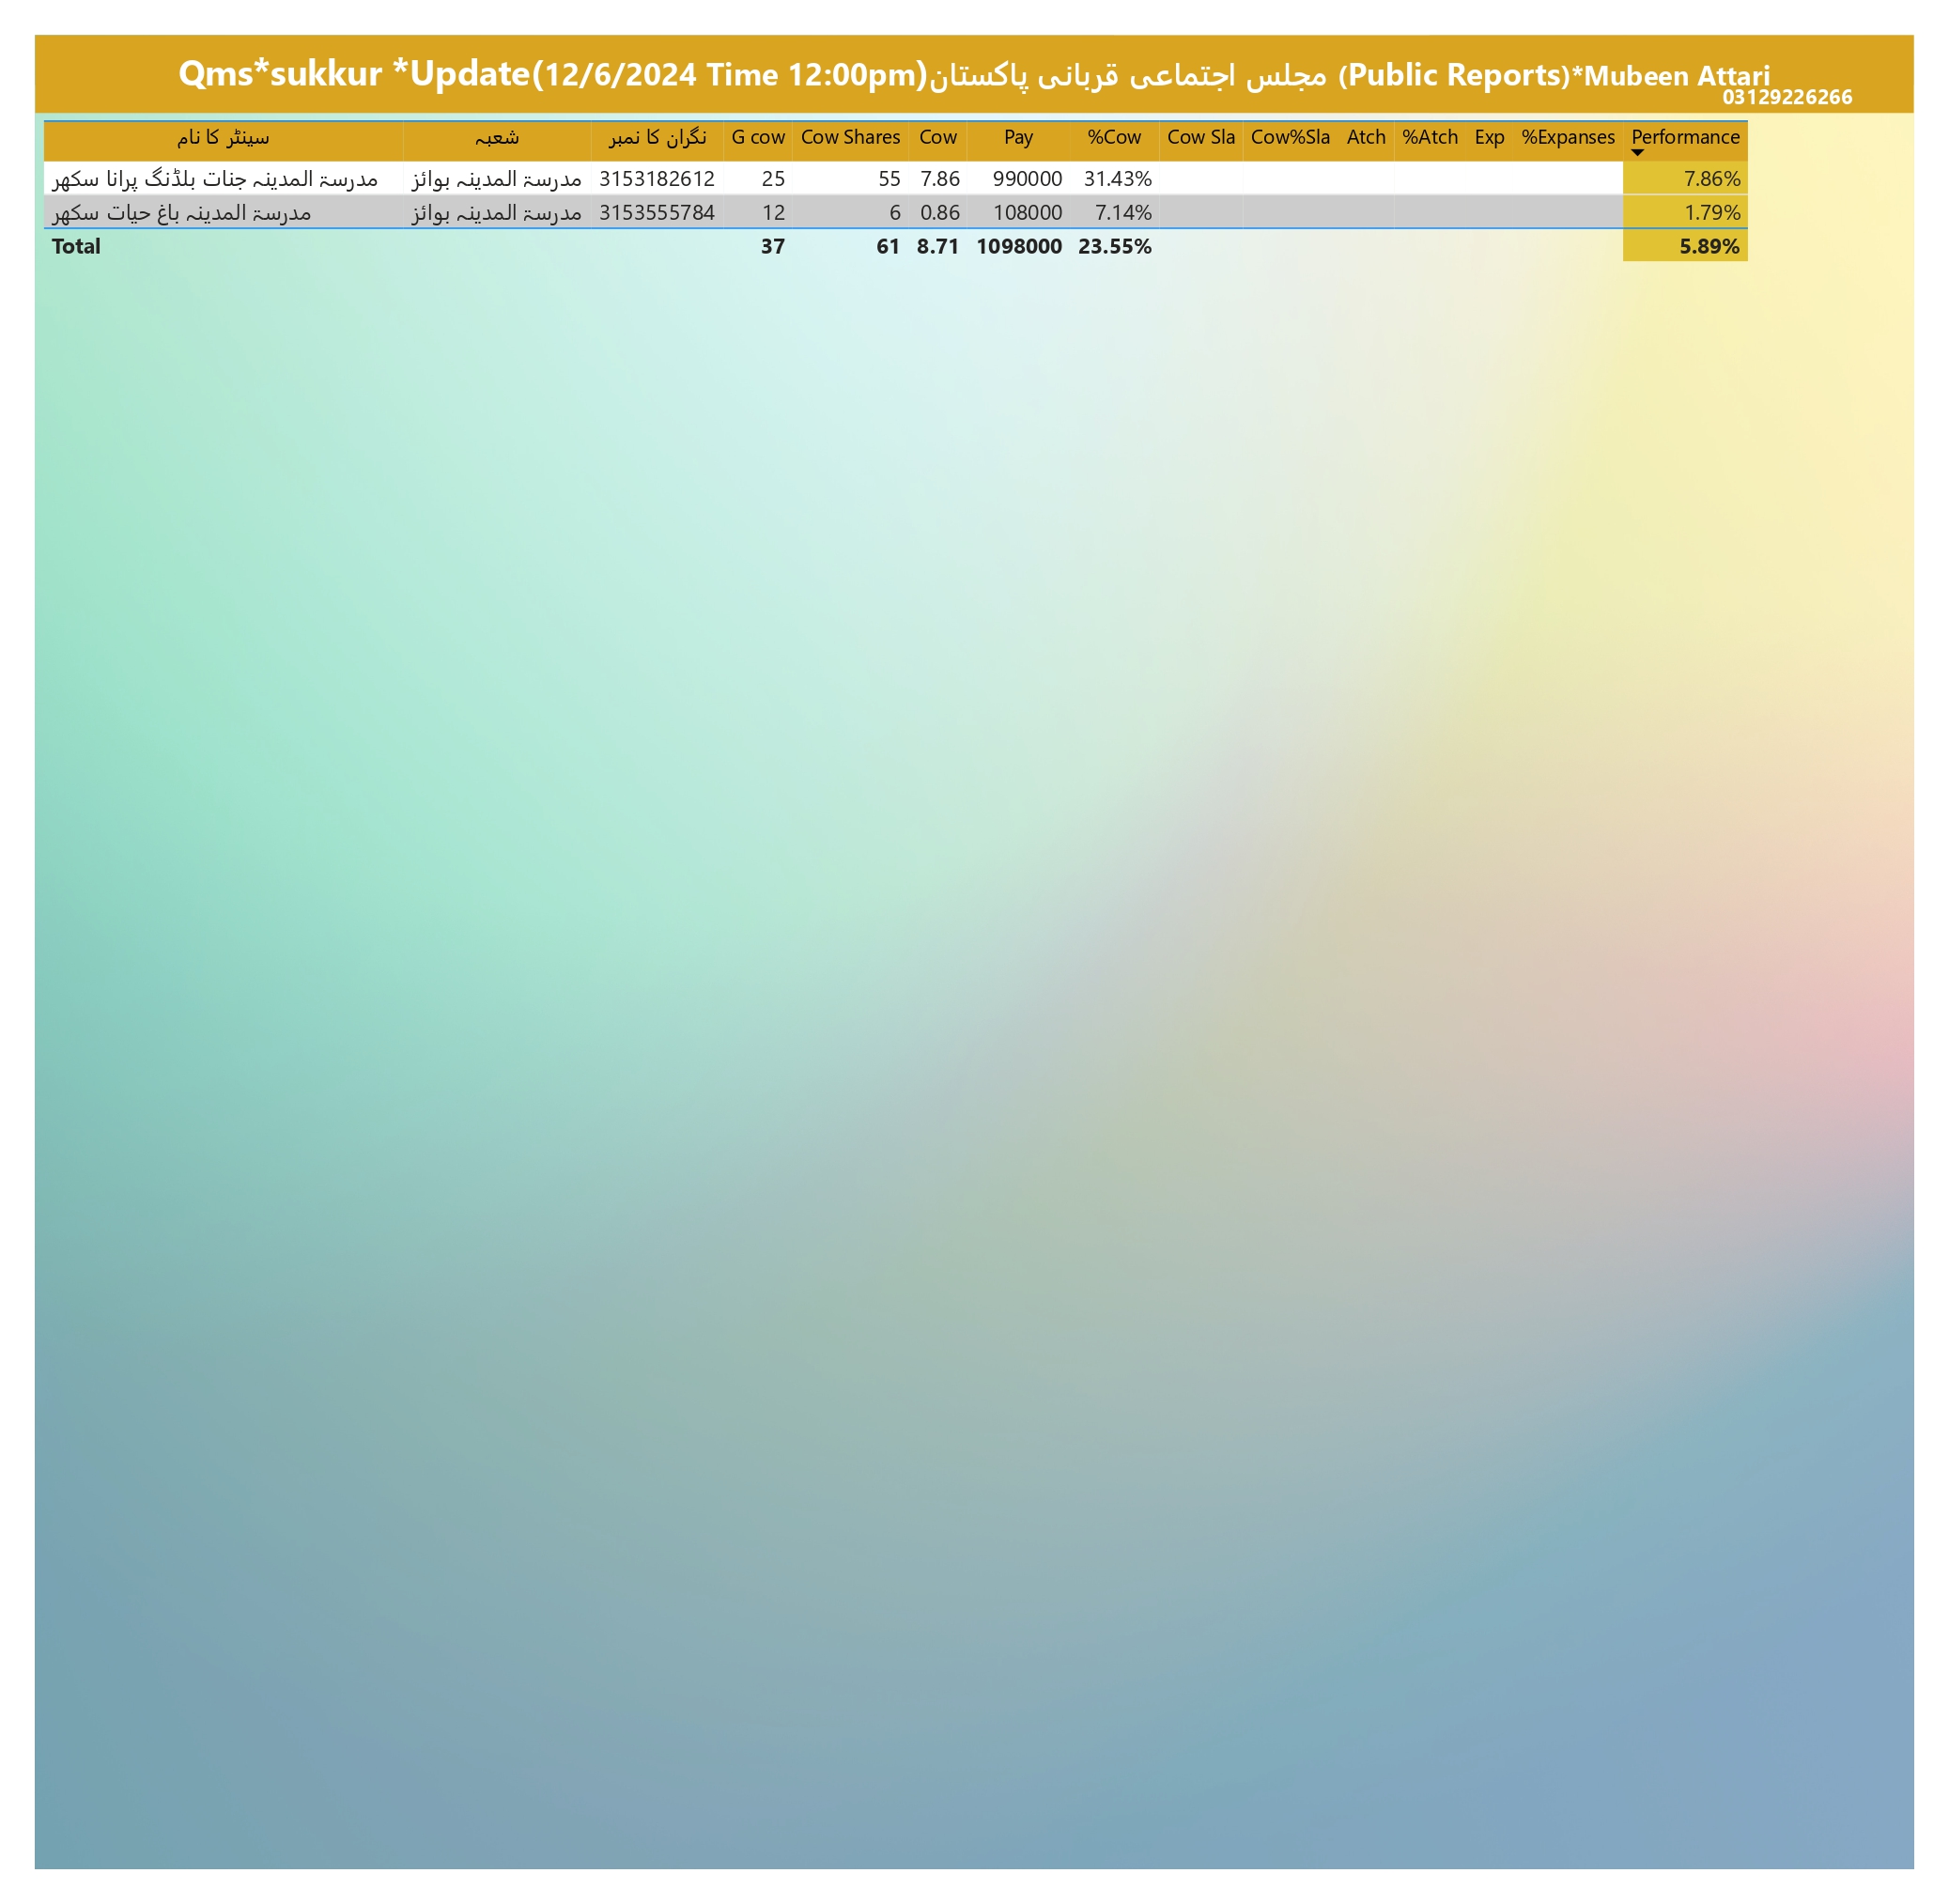 Qms*sukkur *Update(12/6/2024 Time 12:00pm)مجلس اجتماعی قربانی پاکستان (Public Reports)*Mubeen Attari
03129226266
سینٹر کا نام شعبہ نگران کا نمبر G cow Cow Shares Cow Pay %Cow Cow Sla Cow%Sla Atch %Atch Exp %Expanses Performance
مدرسۃ المدینہ جنات بلڈنگ پرانا سکھر مدرسۃ المدینہ بوائز 3153182612 25 55 7.86 990000 31.43% 7.86%
مدرسۃ المدینہ باغ حیات سکھر مدرسۃ المدینہ بوائز 3153555784 12 6 0.86 108000 7.14% 1.79%
Total 37 61 8.71 1098000 23.55% 5.89%